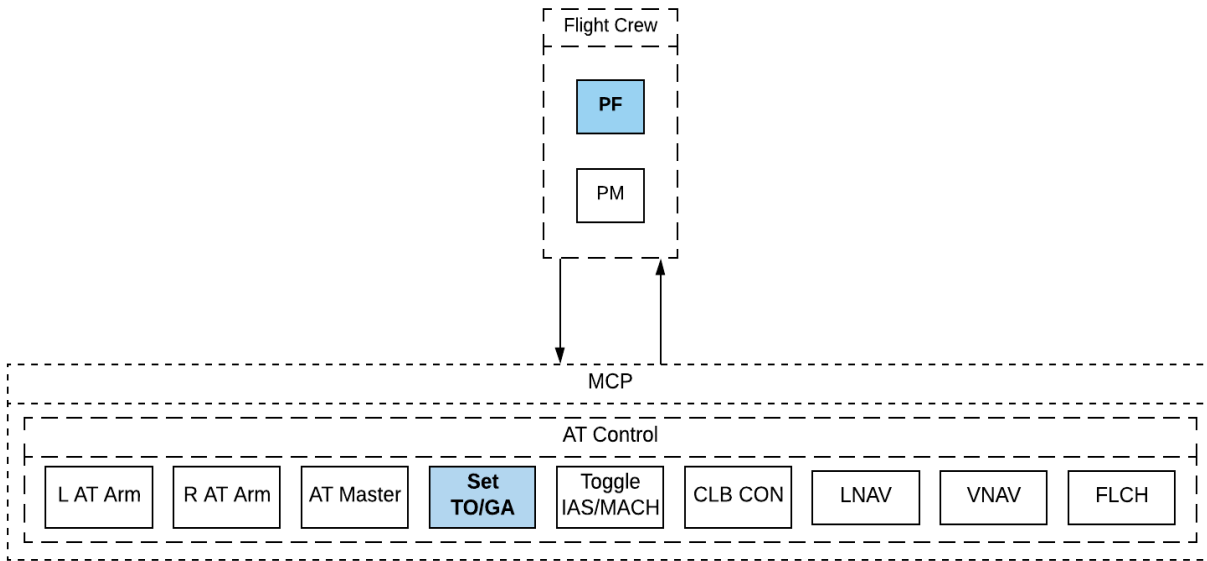 Flight Crew
PF
PM
MCP
AT Control
L AT Arm
R AT Arm
AT Master
Set
TO/GA
Toggle
IAS/MACH
CLB CON
LNAV
VNAV
FLCH